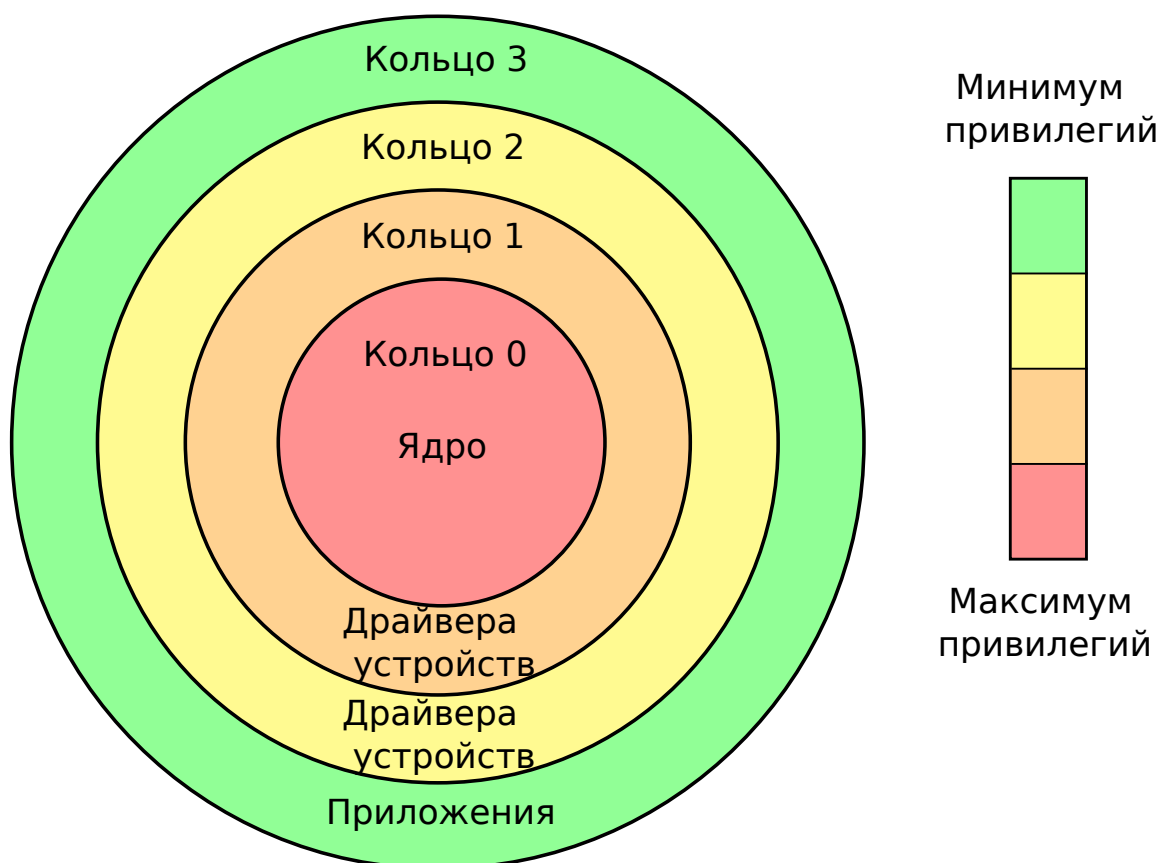 Кольцо 3
Кольцо 2
Кольцо 1
Кольцо 0
Ядро
Драйвера
устройств
Драйвера
устройств
Приложения
Минимум
привилегий
Максимум
привилегий